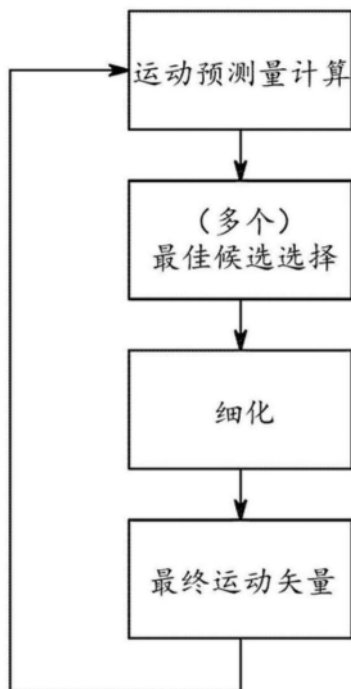 运动预测量计算
（多个）
最佳候选选择
细化
最终运动矢量